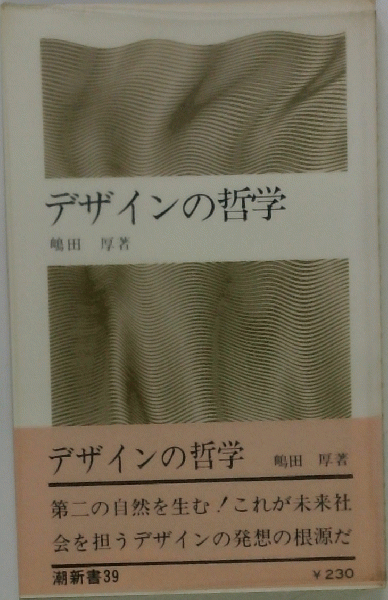 デザインの哲学
嶋田 厚著
デザインの哲学 嶋田 厚著
第二の自然を生む！これが未来社
会を担うデザインの発想の根源だ
潮新書39 ￥230